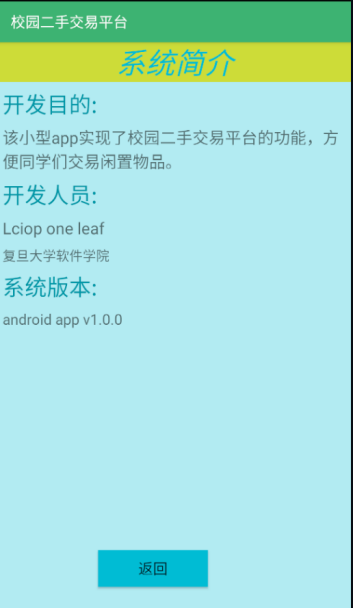 校园二手交易平台
系统简介
开发目的:
该小型app实现了校园二手交易平台的功能，方
便同学们交易闲置物品。
开发人员:
Lciop one leaf
复旦大学软件学院
系统版本:
android app v1.0.0
返回